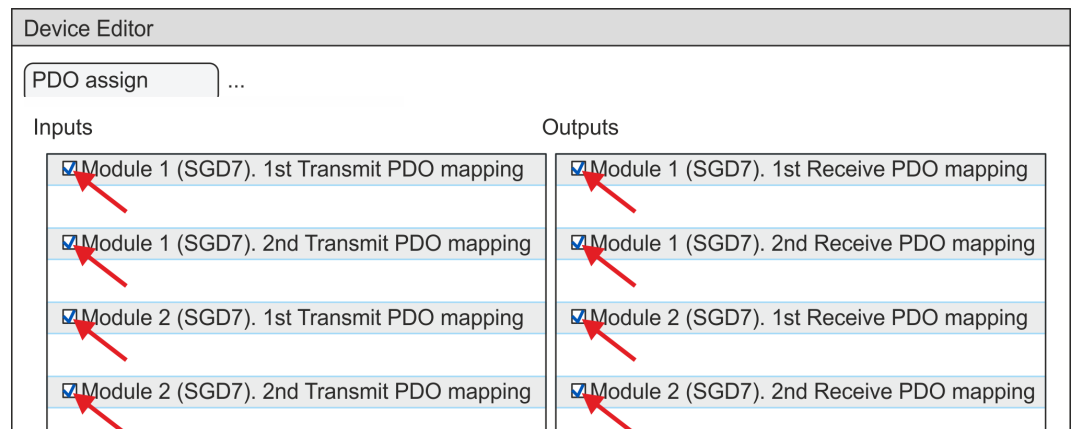 Device Editor
PDO assign ...
Inputs
Outputs
Module 1 (SGD7). 1st Transmit PDO mapping
Module 1 (SGD7). 2nd Transmit PDO mapping
Module 2 (SGD7). 1st Transmit PDO mapping
Module 2 (SGD7). 2nd Transmit PDO mapping
Module 1 (SGD7). 1st Receive PDO mapping
Module 1 (SGD7). 2nd Receive PDO mapping
Module 2 (SGD7). 1st Receive PDO mapping
Module 2 (SGD7). 2nd Receive PDO mapping